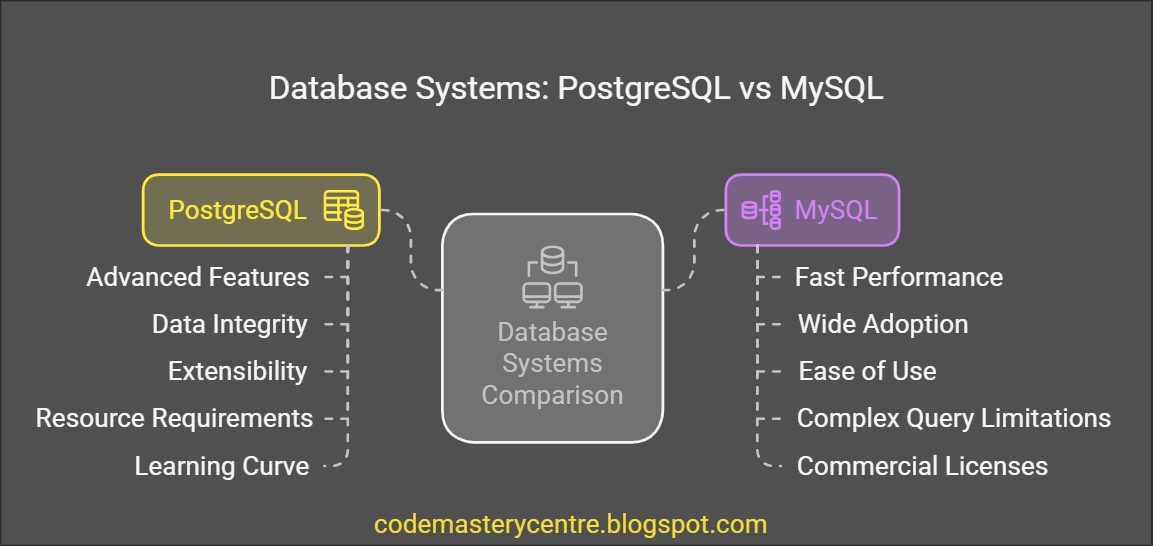 Database Systems: PostgreSQL vs MySQL
PostgreSQL
Advanced Features
Data Integrity
Extensibility
Resource Requirements
Learning Curve
Database
Systems
Comparison
MySQL
Fast Performance
Wide Adoption
Ease of Use
Complex Query Limitations
Commercial Licenses
codemasterycentre.blogspot.com